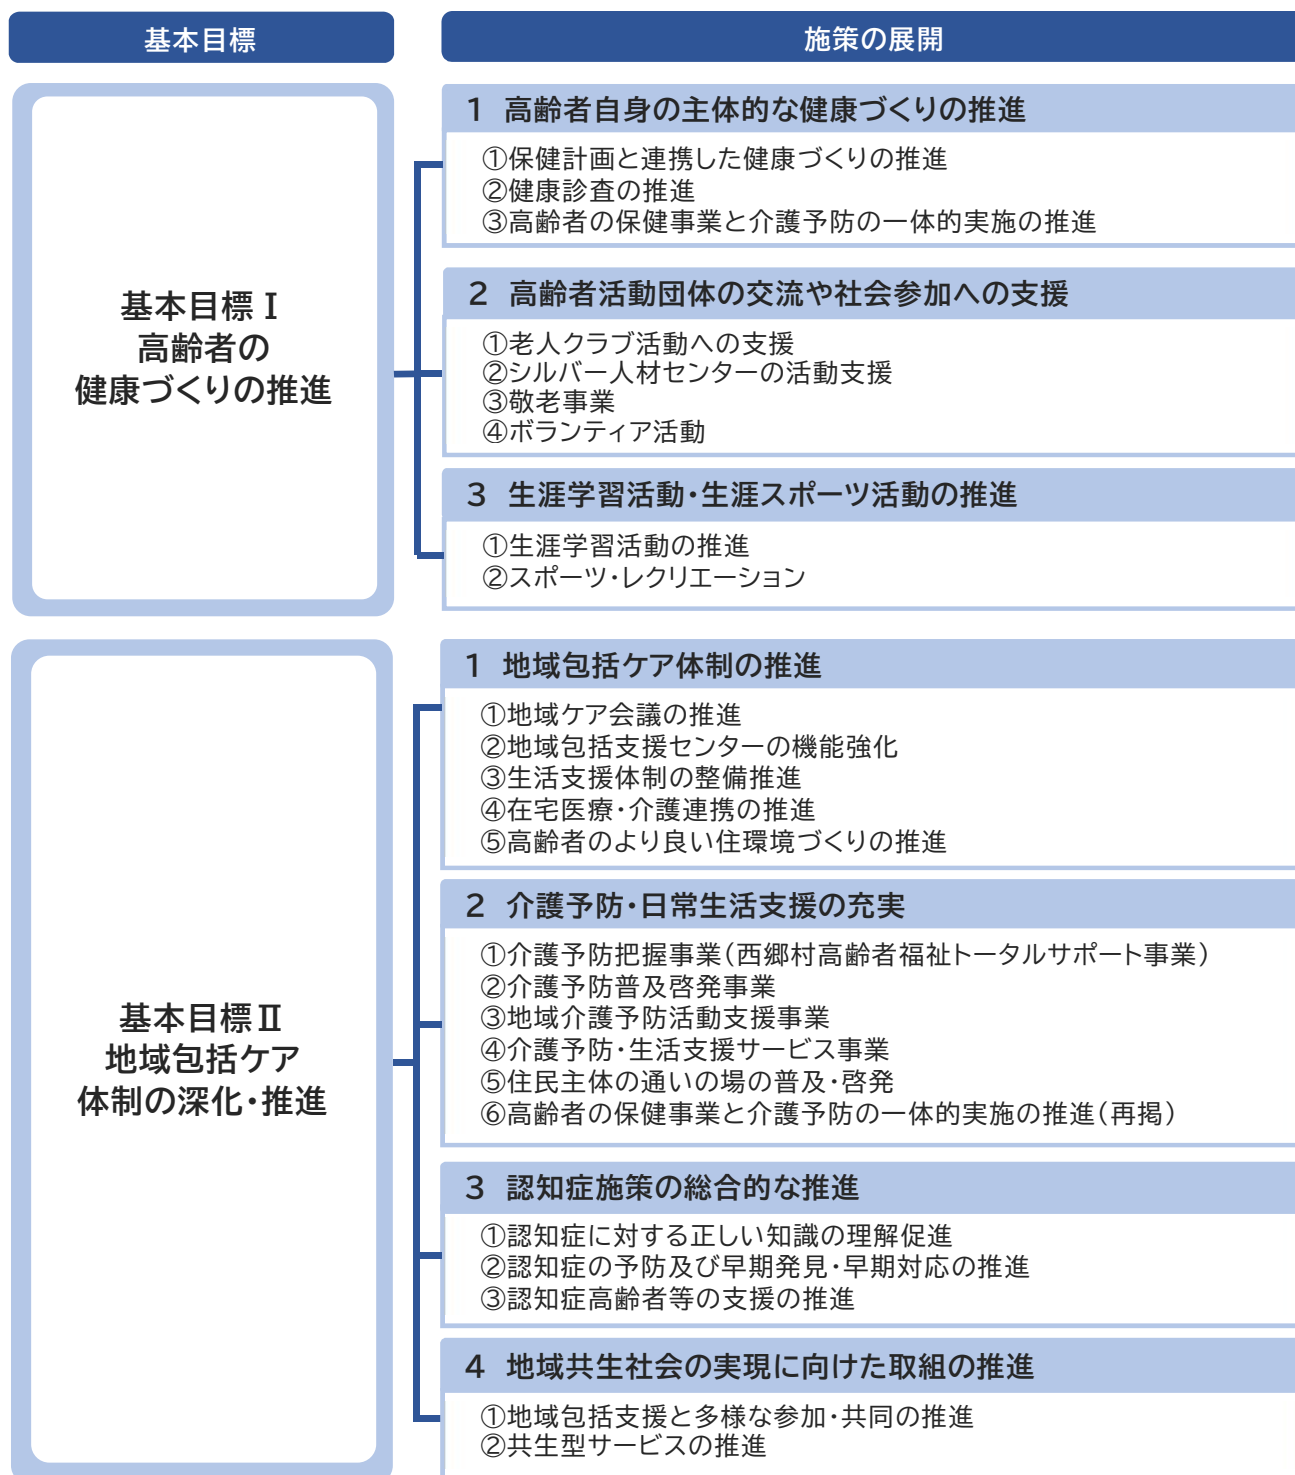 基本目標
施策の展開
基本目標Ⅰ
高齢者の
健康づくりの推進
1 高齢者自身の主体的な健康づくりの推進
①保健計画と連携した健康づくりの推進
②健康診査の推進
③高齢者の保健事業と介護予防の一体的実施の推進
2 高齢者活動団体の交流や社会参加への支援
①老人クラブ活動への支援
②シルバー人材センターの活動支援
③敬老事業
④ボランティア活動
3 生涯学習活動・生涯スポーツ活動の推進
①生涯学習活動の推進
②スポーツ・レクリエーション
基本目標Ⅱ
地域包括ケア
体制の深化・推進
1 地域包括ケア体制の推進
①地域ケア会議の推進
②地域包括支援センターの機能強化
③生活支援体制の整備推進
④在宅医療・介護連携の推進
⑤高齢者のより良い住環境づくりの推進
2 介護予防・日常生活支援の充実
①介護予防把握事業(西郷村高齢者福祉トータルサポート事業)
②介護予防普及啓発事業
③地域介護予防活動支援事業
④介護予防・生活支援サービス事業
⑤住民主体の通いの場の普及・啓発
⑥高齢者の保健事業と介護予防の一体的実施の推進(再掲)
3 認知症施策の総合的な推進
①認知症に対する正しい知識の理解促進
②認知症の予防及び早期発見・早期対応の推進
③認知症高齢者等の支援の推進
4 地域共生社会の実現に向けた取組の推進
①地域包括支援と多様な参加・共同の推進
②共生型サービスの推進